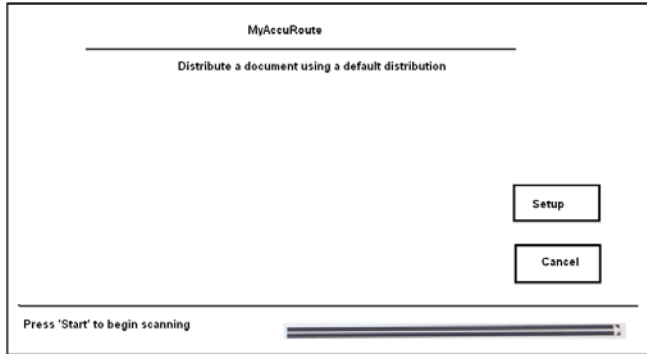 MyAccuRoute
Distribute a document using a default distribution
Setup
Cancel
Press 'Start' to begin scanning